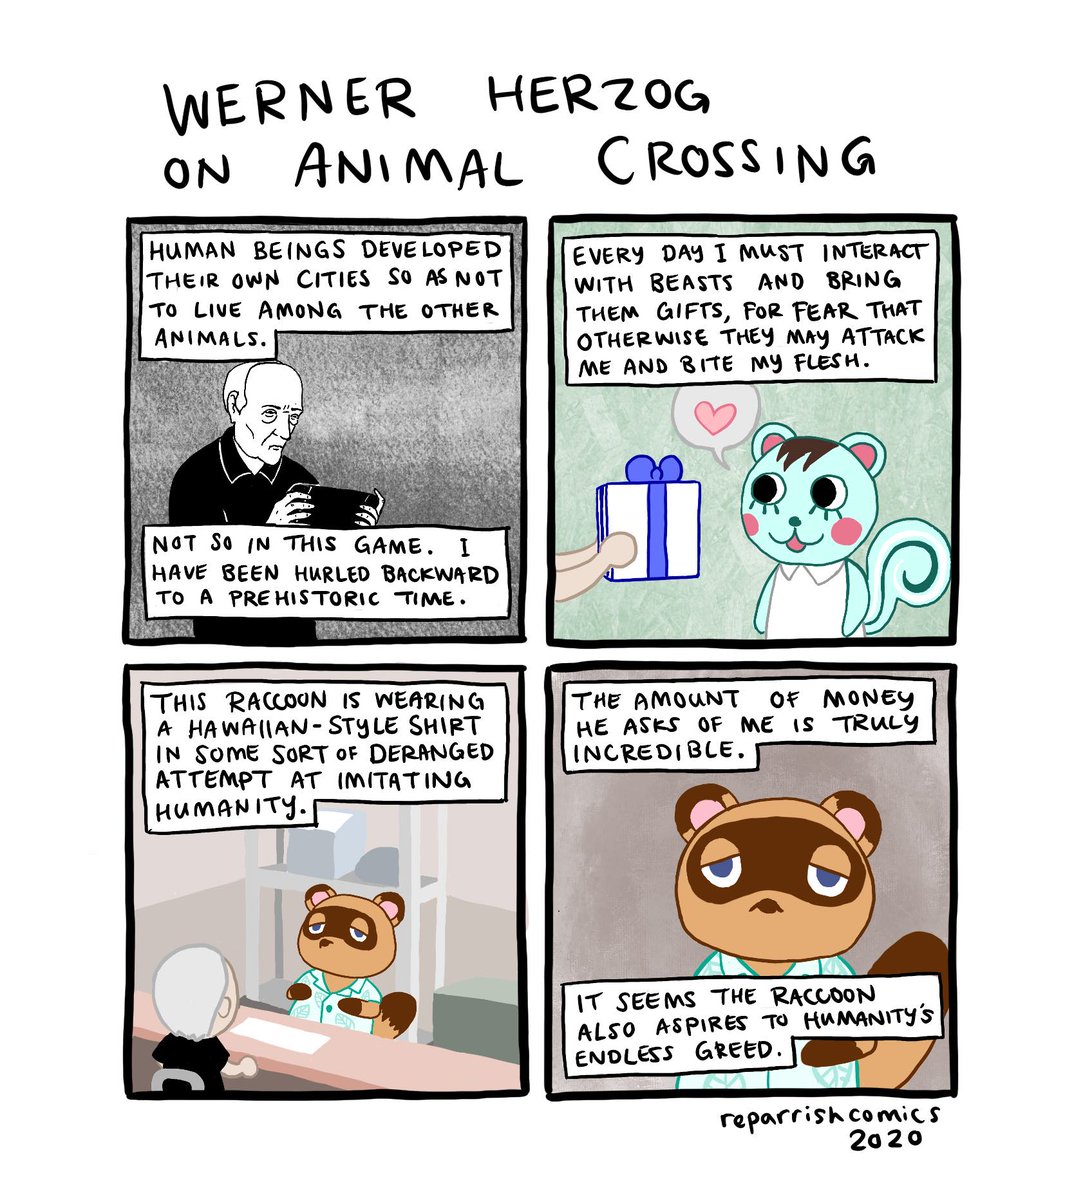 WERNER HERZOG
ON ANIMAL CROSSING
HUMAN BEINGS DEVELOPED
THEIR OWN CITIES SO AS NOT
TO LIVE AMONG THE OTHER
ANIMALS.
NOT SO IN THIS GAME. I
HAVE BEEN HURLED BACKWARD
TO A PREHISTORIC TIME.
EVERY DAY I MUST INTERACT
WITH BEASTS AND BRING
THEM GIFTS, FOR FEAR THAT
OTHERWISE THEY MAY ATTACK
ME AND BITE MY FLESH.
THIS RACCOON IS WEARING
A HAWAIIAN-STYLE SHIRT
IN SOME SORT OF DERANGED
ATTEMPT AT IMITATING
HUMANITY.
THE AMOUNT OF MONEY
HE ASKS OF ME IS TRULY
INCREDIBLE.
IT SEEMS THE RACCOON
ALSO ASPIRES TO HUMANITY'S
ENDLESS GREED.
reparrishcomics
2020